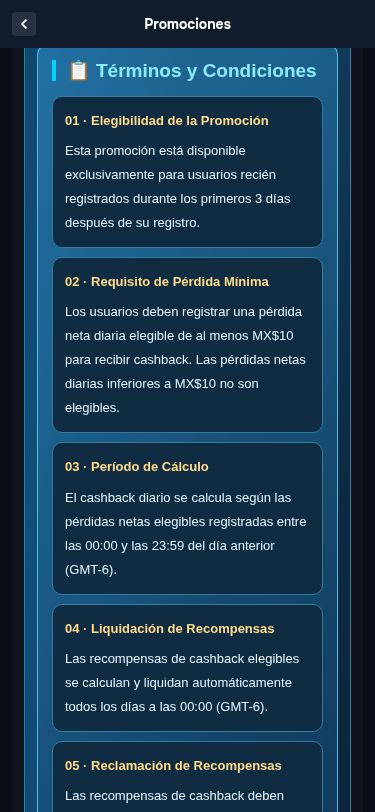 Promociones
📋 Términos y Condiciones
01 · Elegibilidad de la Promoción
Esta promoción está disponible
exclusivamente para usuarios recién
registrados durante los primeros 3 días
después de su registro.
02 · Requisito de Pérdida Mínima
Los usuarios deben registrar una pérdida
neta diaria elegible de al menos MX$10
para recibir cashback. Las pérdidas netas
diarias inferiores a MX$10 no son
elegibles.
03 · Período de Cálculo
El cashback diario se calcula según las
pérdidas netas elegibles registradas entre
las 00:00 y las 23:59 del día anterior
(GMT-6).
04 · Liquidación de Recompensas
Las recompensas de cashback elegibles
se calculan y liquidan automáticamente
todos los días a las 00:00 (GMT-6).
05 · Reclamación de Recompensas
Las recompensas de cashback deben